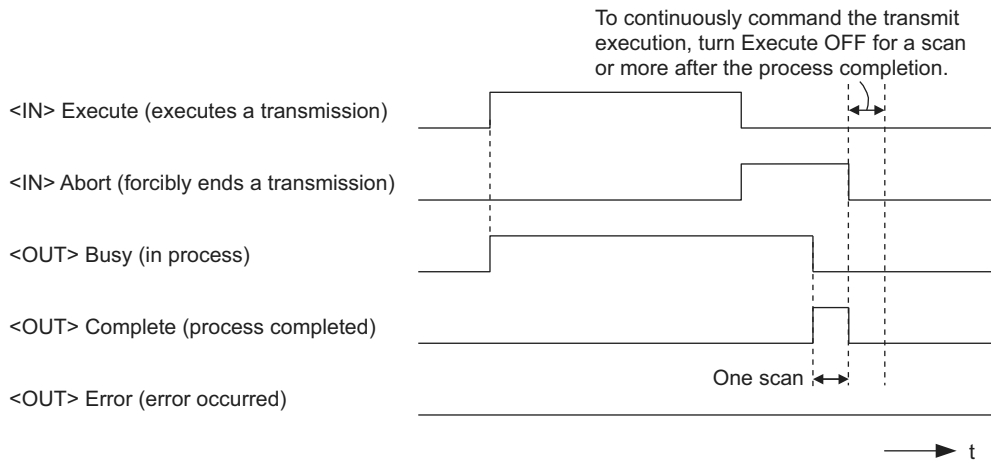 To continuously command the transmit
execution, turn Execute OFF for a scan
or more after the process completion.
<IN> Execute (executes a transmission)
<IN> Abort (forcibly ends a transmission)
<OUT> Busy (in process)
<OUT> Complete (process completed)
One scan
<OUT> Error (error occurred)
t